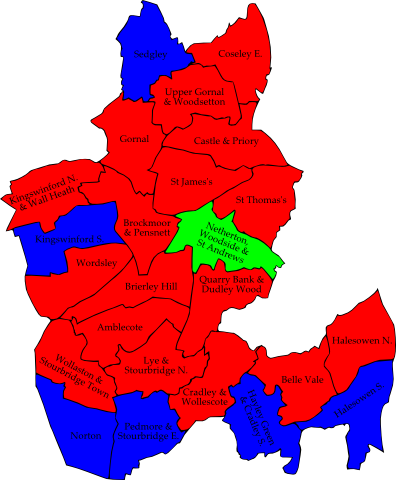 Sedgley
Coseley E.
Upper Gornal
& Woodsetton
Gornal
Castle & Priory
Kingswinford N.
& Wall Heath
St James's
St Thomas's
Brockmoor
& Pensnett
Netherton,
Woodside &
St Andrews
Kingswinford S.
Wordsley
Brierley Hill
Quarry Bank &
Dudley Wood
Amblecote
Halesowen N.
Wollaston &
Stourbridge Town
Lye &
Stourbridge N.
Belle Vale
Cradley &
Wollescote
Hayley Green
& Cradley S.
Halesowen S.
Norton
Pedmore &
Stourbridge E.